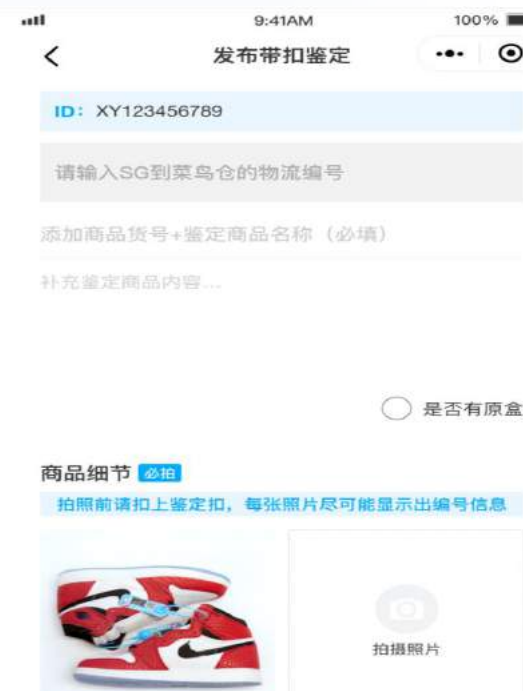 9:41AM
100%
发布带扣鉴定
ID：XY123456789
请输入SG到菜鸟仓的物流编号
添加商品货号+鉴定商品名称（必填）
补充鉴定商品内容...
是否有原盒
商品细节 必拍
拍照前请扣上鉴定扣，每张照片尽可能显示出编号信息
拍摄照片